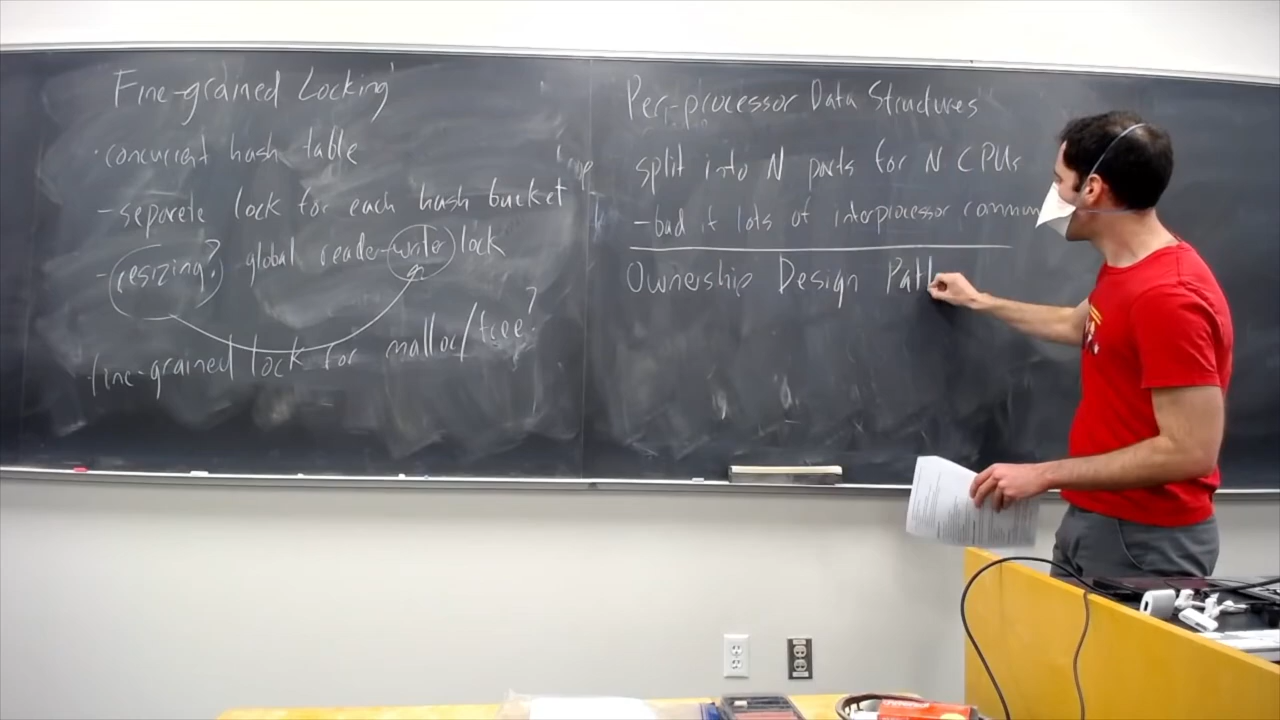 Fine-grained Locking
· concurrent hash table
- separate lock for each hash bucket
- resizing? global reader-writer lock
· fine-grained lock for malloc/free?
Per-processor Data Structures
split into N parts for N CPUs
- bad if lots of interprocessor commun
Ownership Design Patt